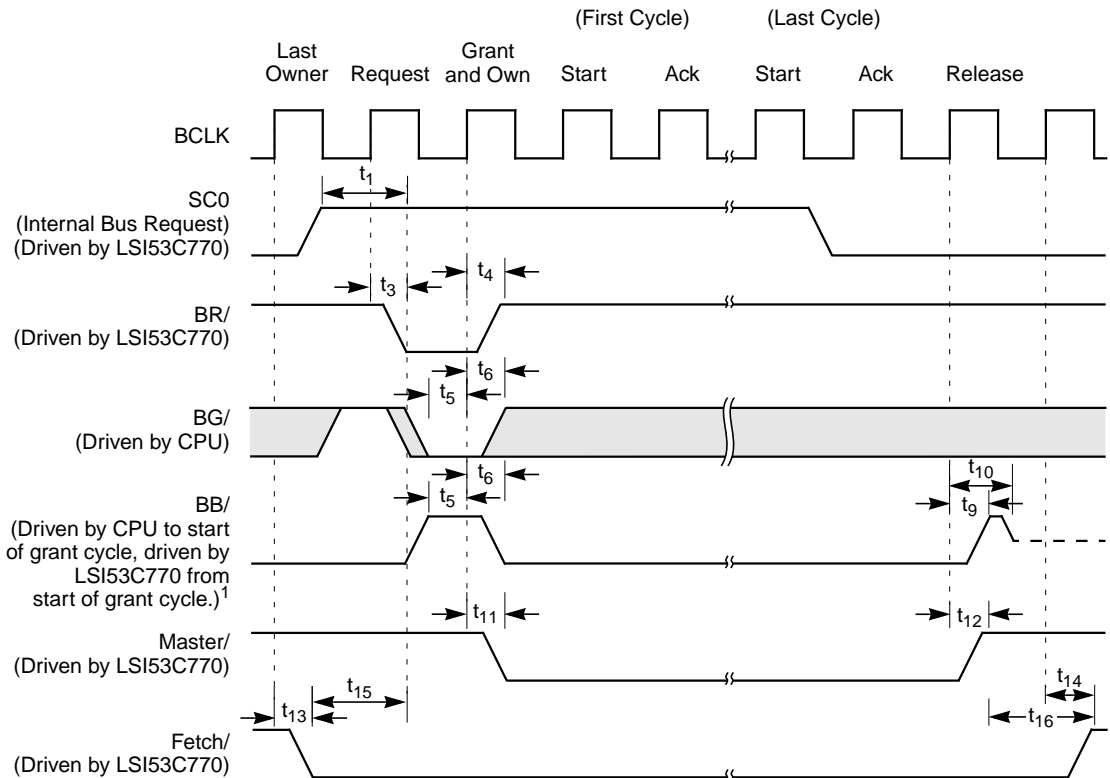 (First Cycle) (Last Cycle)
Last Owner
Request
Grant and Own
Start
Ack
Start
Ack
Release
BCLK
t1
SC0
(Internal Bus Request)
(Driven by LSI53C770)
t4
t3
BR/
(Driven by LSI53C770)
t6
t5
BG/
(Driven by CPU)
t6
t10
t5
t9
BB/
(Driven by CPU to start
of grant cycle, driven by
LSI53C770 from
start of grant cycle.)1
t11
t12
Master/
(Driven by LSI53C770)
t15
t14
t13
t16
Fetch/
(Driven by LSI53C770)